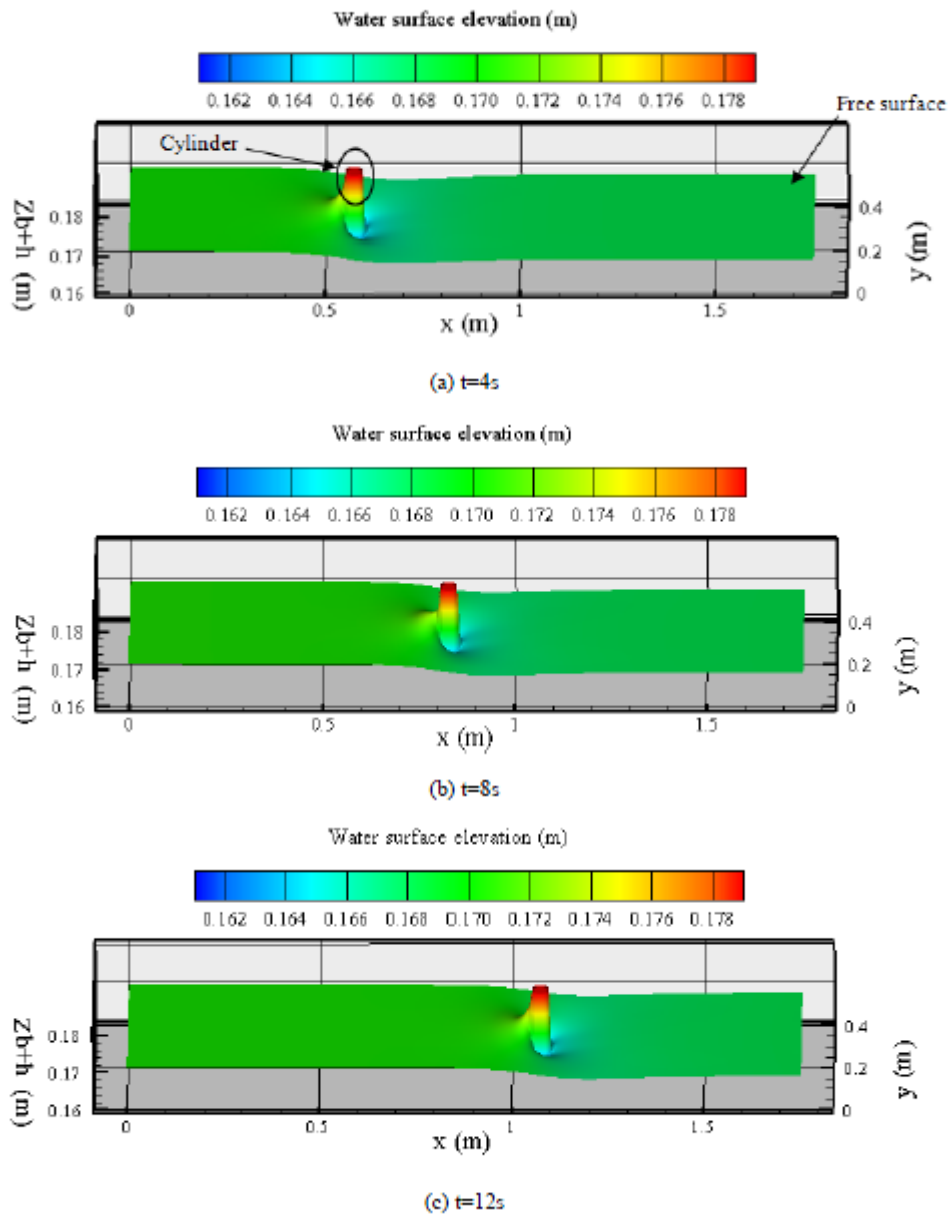 Water surface elevation (m)
0.162 0.164 0.166 0.168 0.170 0.172 0.174 0.176 0.178
Free surface
Cylinder
Zb+h (m)
0.18
0.17
0.16
0.4
0.2
0
y (m)
0 0.5 1 1.5
x (m)
(a) t=4s
Water surface elevation (m)
0.162 0.164 0.166 0.168 0.170 0.172 0.174 0.176 0.178
Zb+h (m)
0.18
0.17
0.16
0.4
0.2
0
y (m)
0 0.5 1 1.5
x (m)
(b) t=8s
Water surface elevation (m)
0.162 0.164 0.166 0.168 0.170 0.172 0.174 0.176 0.178
Zb+h (m)
0.18
0.17
0.16
0.4
0.2
0
y (m)
0 0.5 1 1.5
x (m)
(c) t=12s